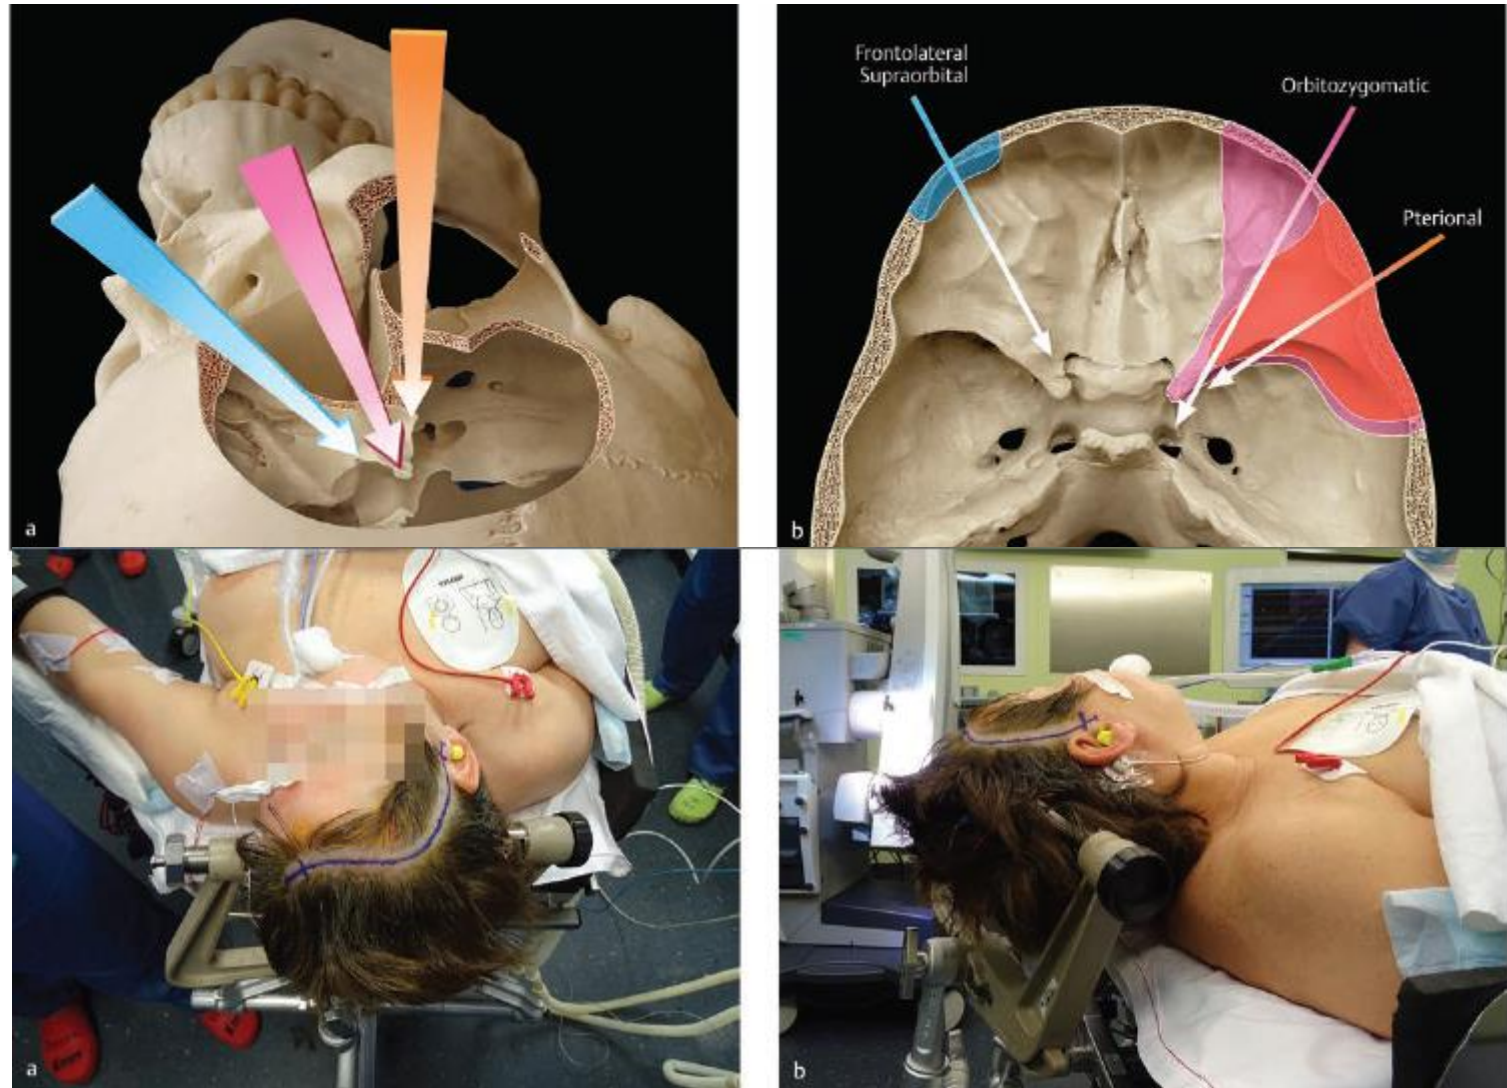 Frontolateral
Supraorbital
Orbitozygomatic
Pterional
a
b
a
b